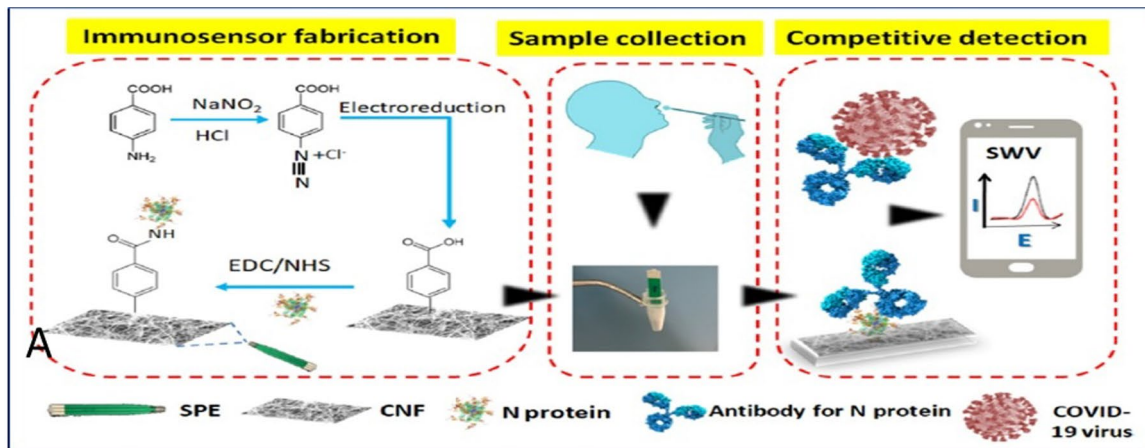 Immunosensor fabrication
Sample collection
Competitive detection
COOH
NaNO₂
HCl
NH₂
COOH
N +Cl⁻
N
Electroreduction
O
NH
EDC/NHS
O
OH
A
SWV
I
E
SPE
CNF
N protein
Antibody for N protein
COVID-
19 virus